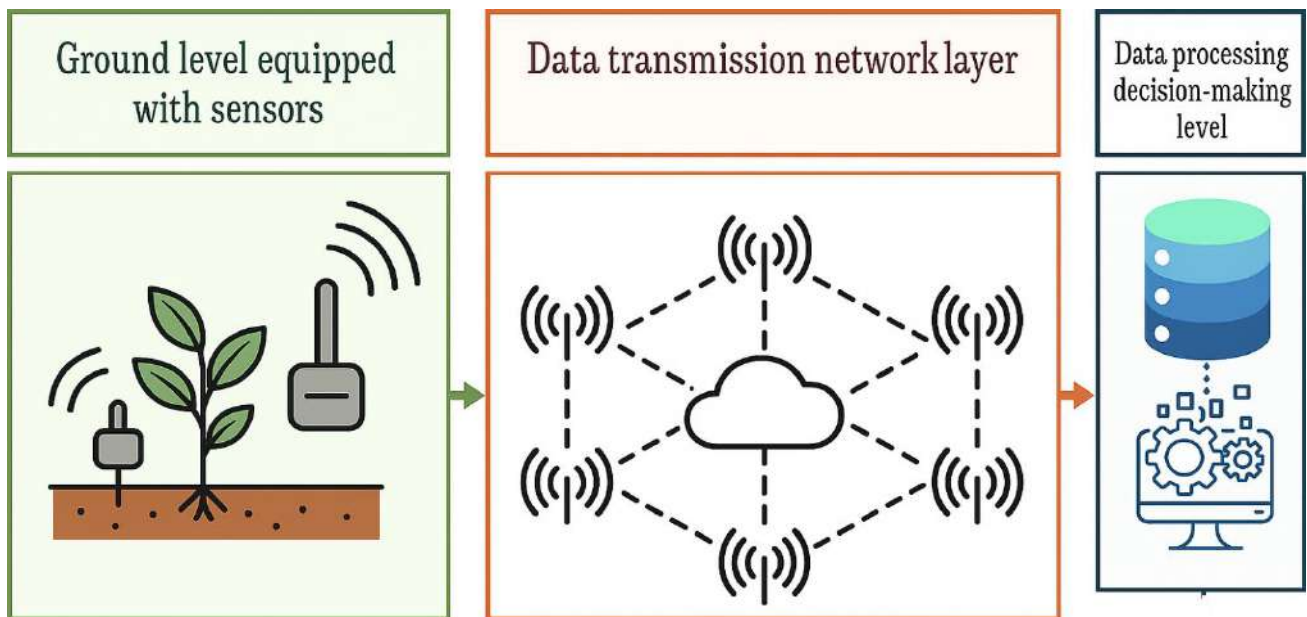 Ground level equipped
with sensors
Data transmission network layer
Data processing
decision-making
level